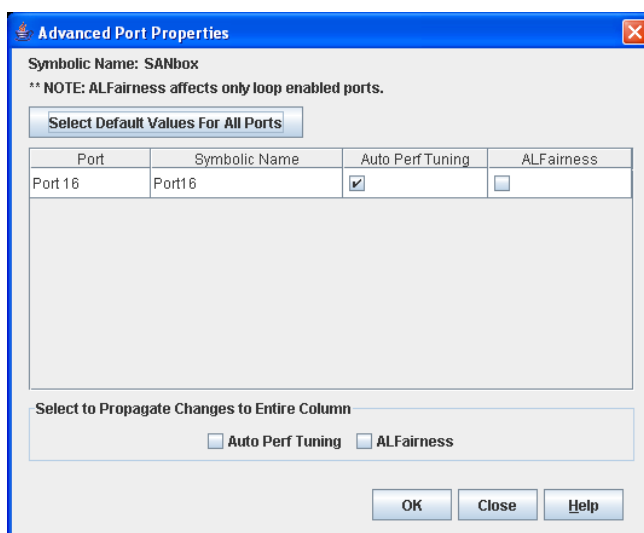 Advanced Port Properties
Symbolic Name: SANbox
** NOTE: ALFairness affects only loop enabled ports.
Select Default Values For All Ports
Port Symbolic Name Auto Perf Tuning ALFairness
Port 16 Port16
Select to Propagate Changes to Entire Column
Auto Perf Tuning ALFairness
OK Close Help